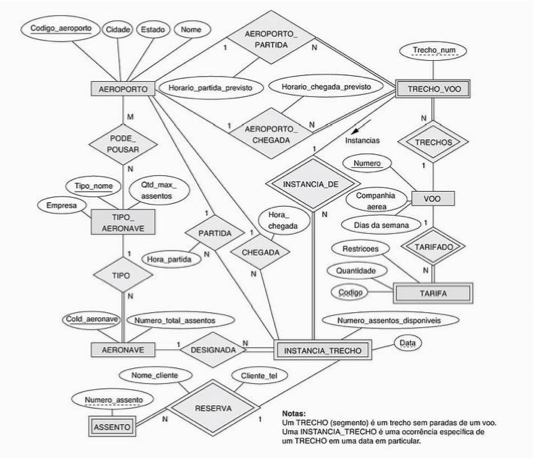 Codigo_aeroporto
Cidade
Estado
Nome
AEROPORTO_
PARTIDA
1
N
Trecho_num
AEROPORTO
Horario_partida_previsto
Horario_chegada_previsto
TRECHO_VOO
M
1
AEROPORTO_
CHEGADA
N
N
PODE_
POUSAR
Instancias
TRECHOS
1
N
Numero
1
Tipo_nome
Qtd_max_
assentos
INSTANCIA_DE
VOO
Empresa
Companhia
aerea
TIPO_
AERONAVE
1
1
Hora_
chegada
Dias da semana
1
PARTIDA
N
1
CHEGADA
Restricoes
TARIFADO
Hora_partida
TIPO
Quantidade
N
N
N
N
Codigo
TARIFA
Cold_aeronave
Numero_total_assentos
Numero_assentos_disponiveis
AERONAVE
1
DESIGNADA
N
INSTANCIA_TRECHO
Data
Nome_cliente
Cliente_tel
Numero_assento
RESERVA
N
1
ASSENTO
Notas:
Um TRECHO (segmento) é um trecho sem paradas de um voo.
Uma INSTANCIA_TRECHO é uma ocorrência específica de
um TRECHO em uma data em particular.